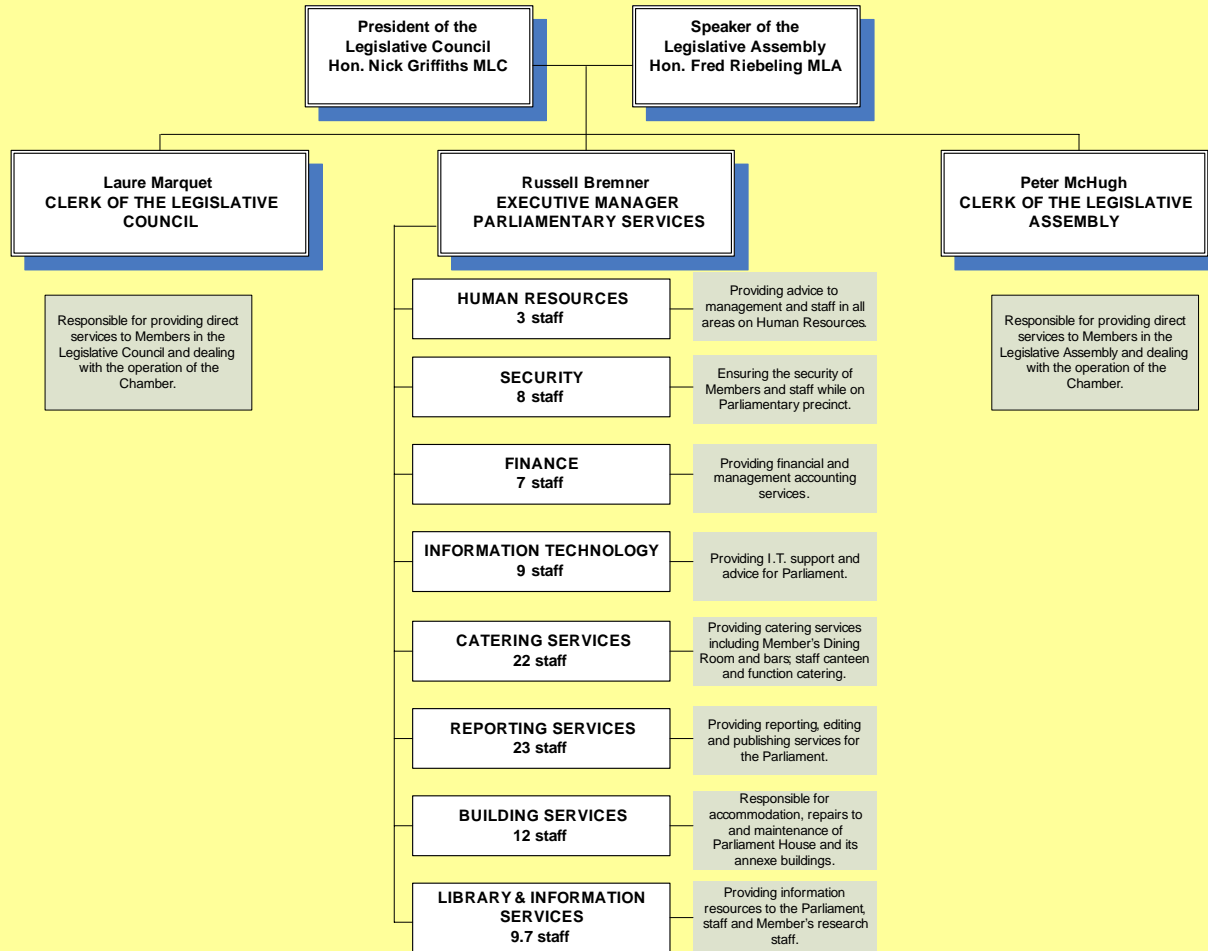 President of the
Legislative Council
Hon. Nick Griffiths MLC
Speaker of the
Legislative Assembly
Hon. Fred Riebeling MLA
Laure Marquet
CLERK OF THE LEGISLATIVE
COUNCIL
Russell Bremner
EXECUTIVE MANAGER
PARLIAMENTARY SERVICES
Peter McHugh
CLERK OF THE LEGISLATIVE
ASSEMBLY
Responsible for providing direct
services to Members in the
Legislative Council and dealing
with the operation of the
Chamber.
Responsible for providing direct
services to Members in the
Legislative Assembly and dealing
with the operation of the
Chamber.
HUMAN RESOURCES
3 staff
Providing advice to
management and staff in all
areas on Human Resources.
SECURITY
8 staff
Ensuring the security of
Members and staff while on
Parliamentary precinct.
FINANCE
7 staff
Providing financial and
management accounting
services.
INFORMATION TECHNOLOGY
9 staff
Providing I.T. support and
advice for Parliament.
CATERING SERVICES
22 staff
Providing catering services
including Member's Dining
Room and bars; staff canteen
and function catering.
REPORTING SERVICES
23 staff
Providing reporting, editing
and publishing services for
the Parliament.
BUILDING SERVICES
12 staff
Responsible for
accommodation, repairs to
and maintenance of
Parliament House and its
annexe buildings.
LIBRARY & INFORMATION
SERVICES
9.7 staff
Providing information
resources to the Parliament,
staff and Member's research
staff.